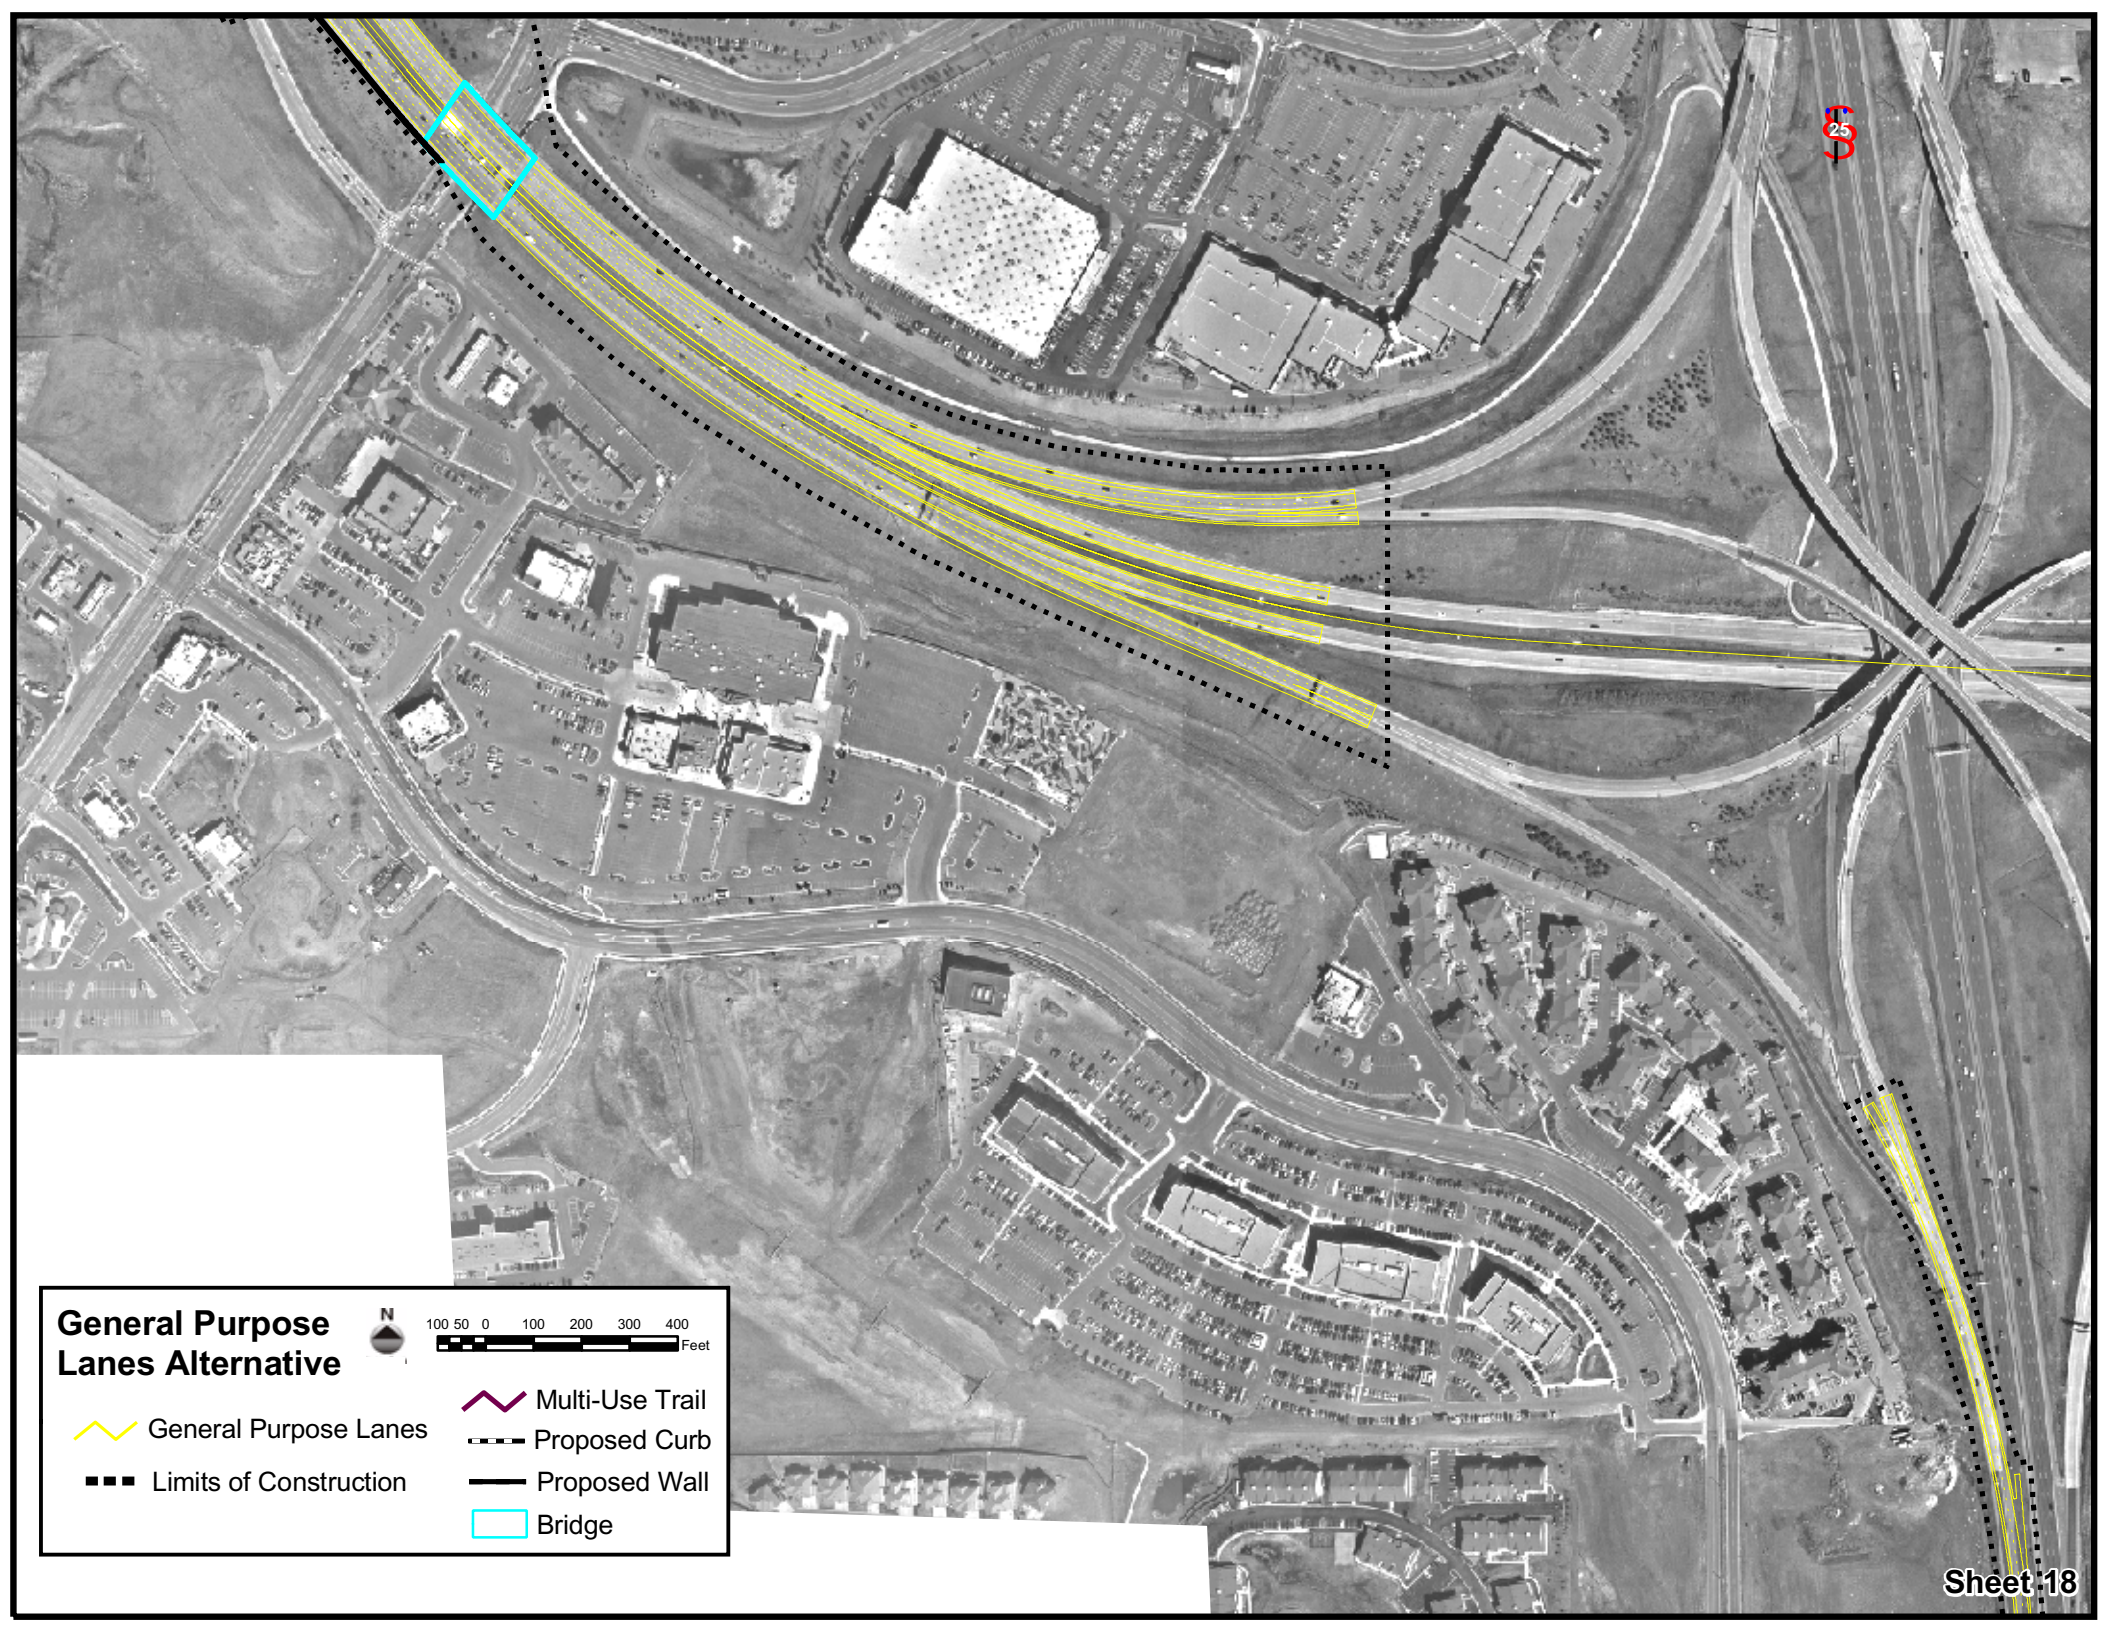 25
General Purpose
Lanes Alternative
N
100 50 0 100 200 300 400
Feet
General Purpose Lanes
Limits of Construction
Multi-Use Trail
Proposed Curb
Proposed Wall
Bridge
Sheet 18